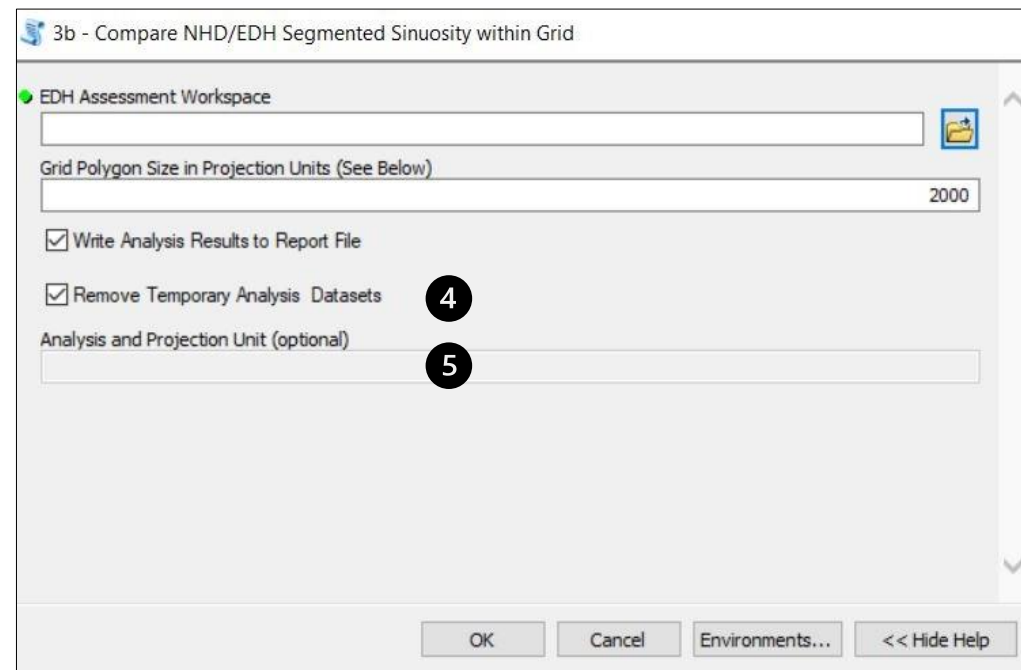 3b - Compare NHD/EDH Segmented Sinuosity within Grid
EDH Assessment Workspace
Grid Polygon Size in Projection Units (See Below)
2000
Write Analysis Results to Report File
Remove Temporary Analysis Datasets 4
Analysis and Projection Unit (optional)
5
OK Cancel Environments... << Hide Help